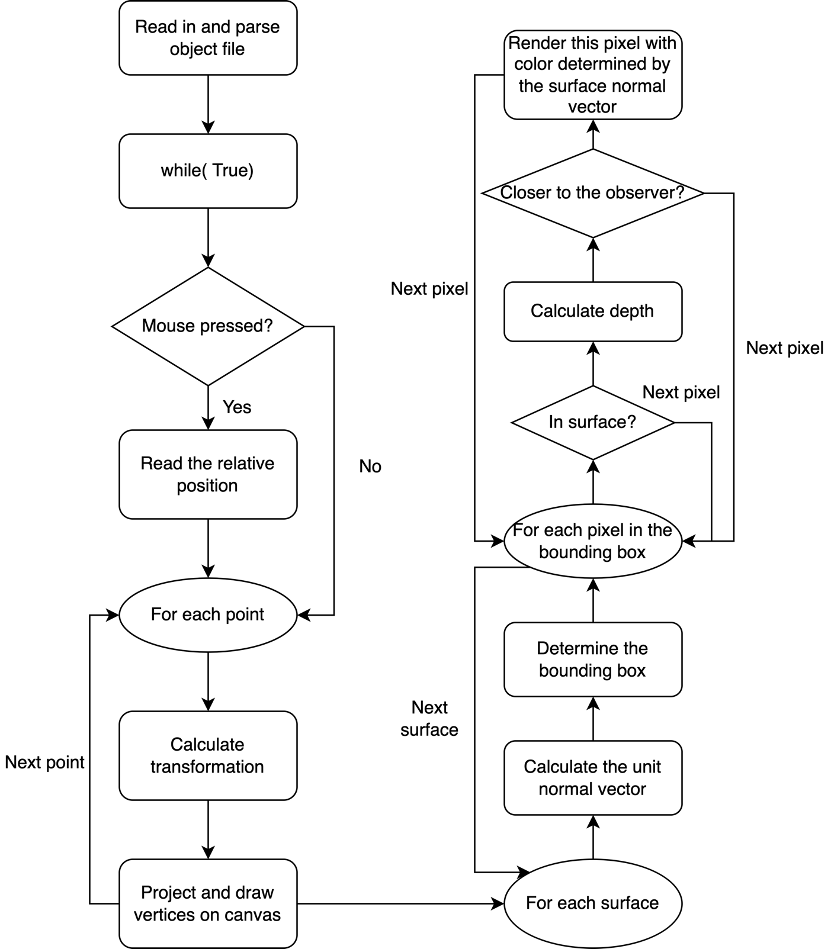 Read in and parse
object file
while( True)
Mouse pressed?
Yes
No
Read the relative
position
For each point
Calculate
transformation
Next point
Project and draw
vertices on canvas
Render this pixel with
color determined by
the surface normal
vector
Closer to the observer?
Next pixel
Calculate depth
Next pixel
Next pixel
In surface?
For each pixel in the
bounding box
Determine the
bounding box
Next
surface
Calculate the unit
normal vector
For each surface